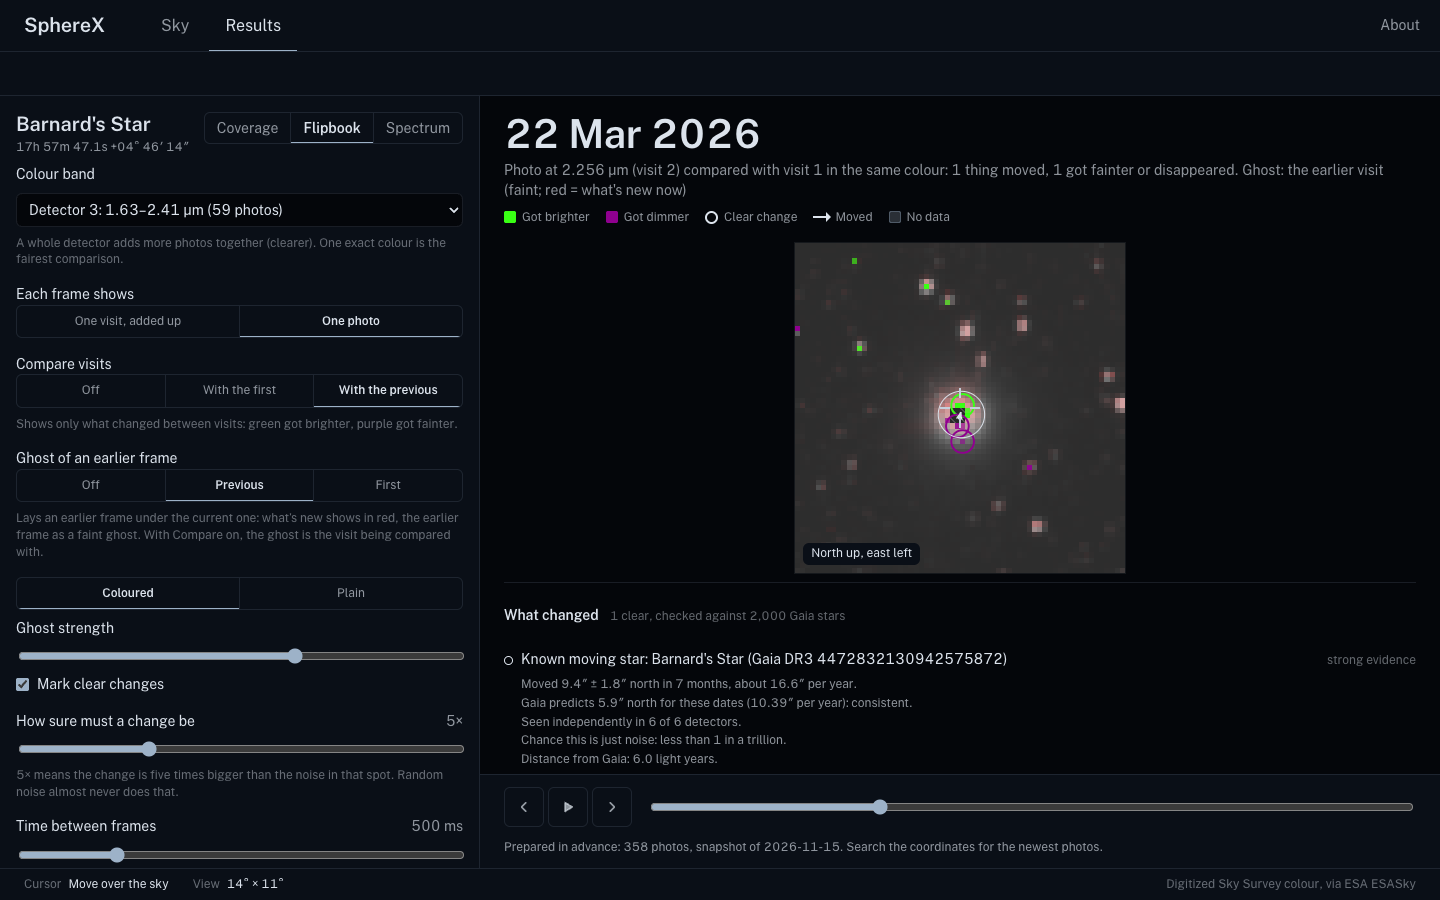 SphereX
Sky
Results
About
Barnard's Star
17h 57m 47.1s +04° 46′ 14″
Coverage
Flipbook
Spectrum
Colour band
Detector 3: 1.63–2.41 µm (59 photos)
A whole detector adds more photos together (clearer). One exact colour is the
fairest comparison.
Each frame shows
One visit, added up
One photo
Compare visits
Off
With the first
With the previous
Shows only what changed between visits: green got brighter, purple got fainter.
Ghost of an earlier frame
Off
Previous
First
Lays an earlier frame under the current one: what's new shows in red, the earlier
frame as a faint ghost. With Compare on, the ghost is the visit being compared
with.
Coloured
Plain
Ghost strength
Mark clear changes
How sure must a change be
5×
5× means the change is five times bigger than the noise in that spot. Random
noise almost never does that.
Time between frames
500 ms
22 Mar 2026
Photo at 2.256 µm (visit 2) compared with visit 1 in the same colour: 1 thing moved, 1 got fainter or disappeared. Ghost: the earlier visit
(faint; red = what's new now)
Got brighter
Got dimmer
Clear change
Moved
No data
North up, east left
What changed
1 clear, checked against 2,000 Gaia stars
Known moving star: Barnard's Star (Gaia DR3 4472832130942575872)
strong evidence
Moved 9.4″ ± 1.8″ north in 7 months, about 16.6″ per year.
Gaia predicts 5.9″ north for these dates (10.39″ per year): consistent.
Seen independently in 6 of 6 detectors.
Chance this is just noise: less than 1 in a trillion.
Distance from Gaia: 6.0 light years.
Prepared in advance: 358 photos, snapshot of 2026-11-15. Search the coordinates for the newest photos.
Cursor
Move over the sky
View
14° × 11°
Digitized Sky Survey colour, via ESA ESASky